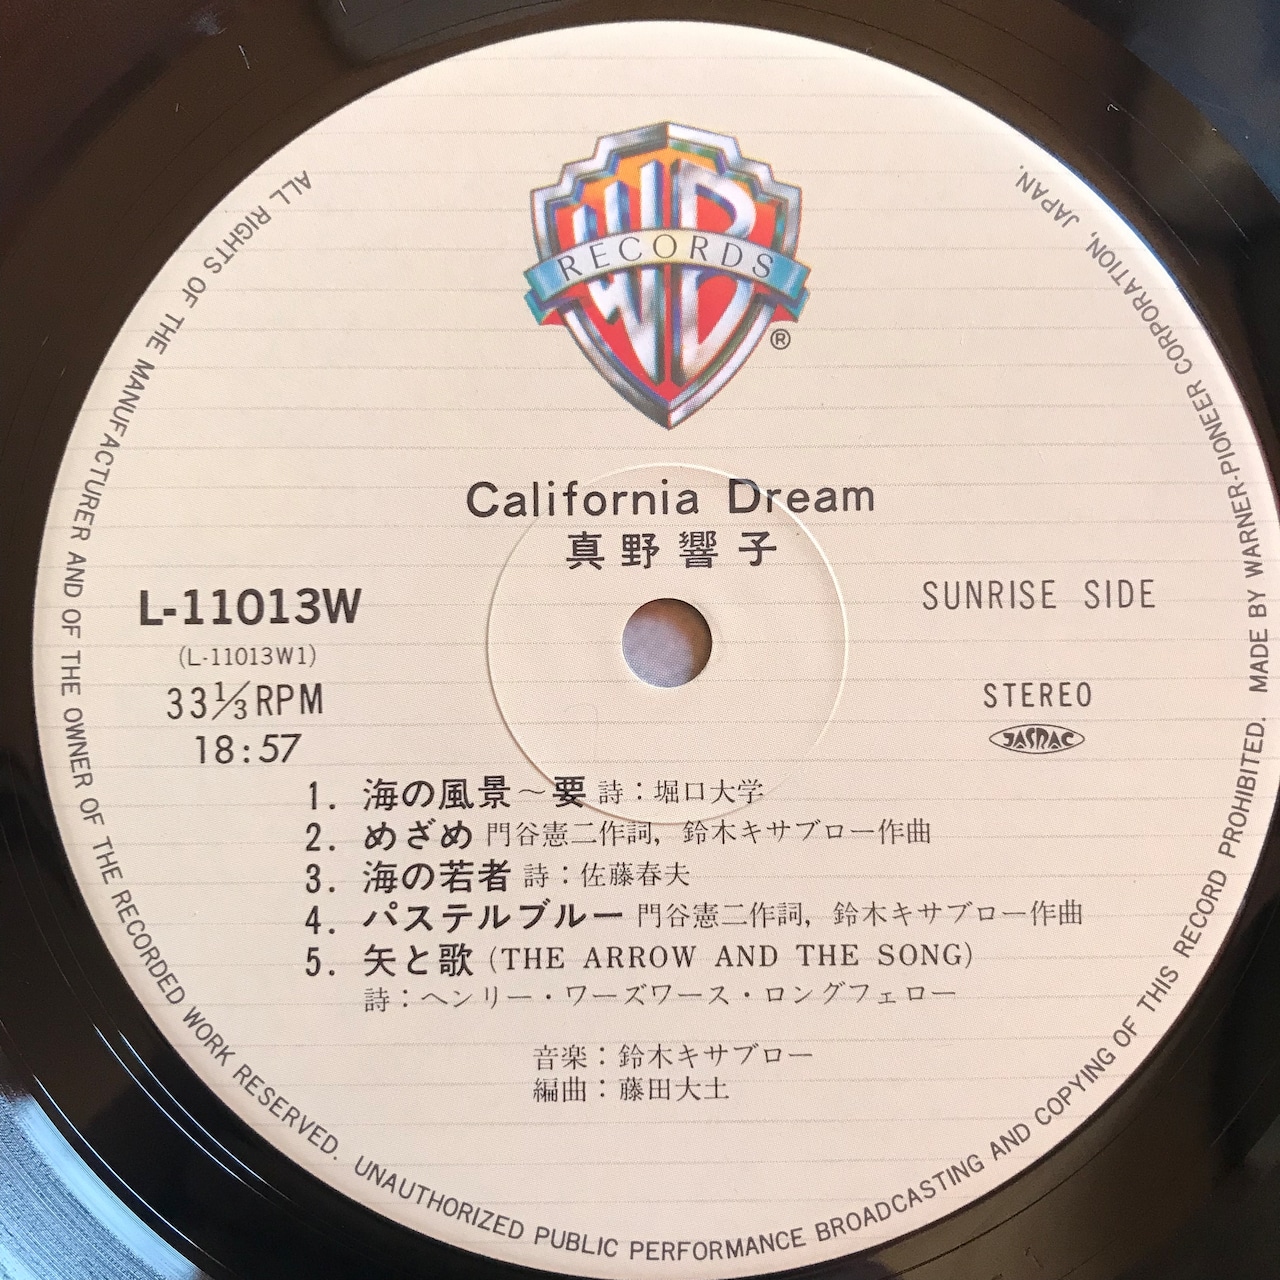 RECORDS
®
California Dream
真野響子
L-11013W
(L-11013W1)
33⅓RPM
18:57
SUNRISE SIDE
STEREO
JASRAC
1. 海の風景～要 詩：堀口大学
2. めざめ 門谷憲二作詞, 鈴木キサブロー作曲
3. 海の若者 詩：佐藤春夫
4. パステルブルー 門谷憲二作詞, 鈴木キサブロー作曲
5. 矢と歌 (THE ARROW AND THE SONG)
詩：ヘンリー・ワーズワース・ロングフェロー
音楽：鈴木キサブロー
編曲：藤田大土
ALL RIGHTS OF THE MANUFACTURER AND OF THE OWNER OF THE RECORDED WORK RESERVED. UNAUTHORIZED PUBLIC PERFORMANCE BROADCASTING AND COPYING OF THIS RECORD PROHIBITED. MADE BY WARNER-PIONEER CORPORATION, JAPAN.